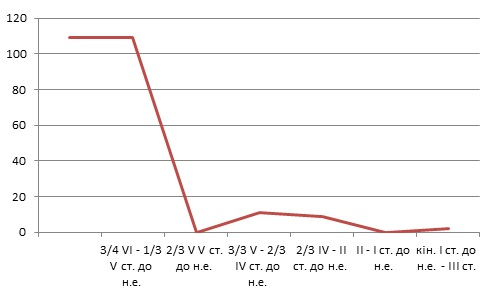 120
100
80
60
40
20
0
3/4 VI - 1/3 V ст. до н.е.
2/3 V V ст. до н.е.
3/3 V - 2/3 IV ст. до н.е.
2/3 IV - II ст. до н.е.
II - I ст. до н.е.
кін. I ст. до н.е. - III ст.